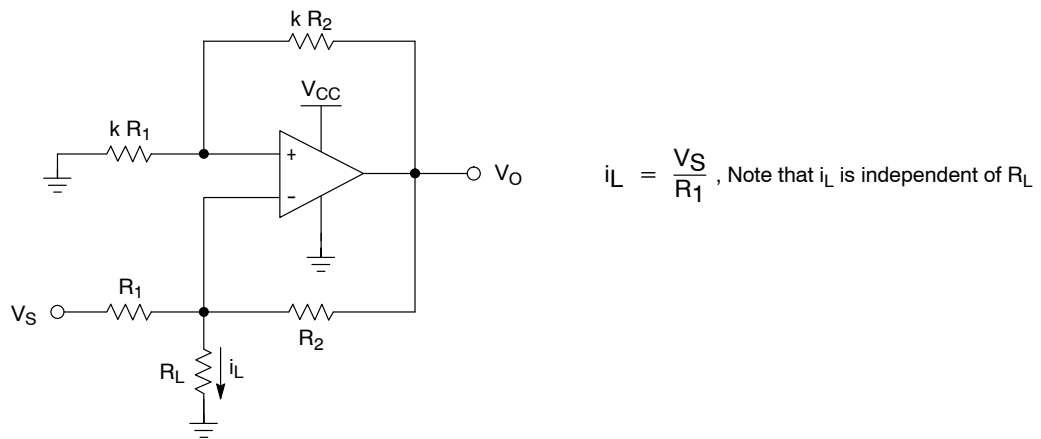 k R2
VCC
k R1
+
−
VO
iL = VS / R1 , Note that iL is independent of RL
R1
VS
R2
RL
iL